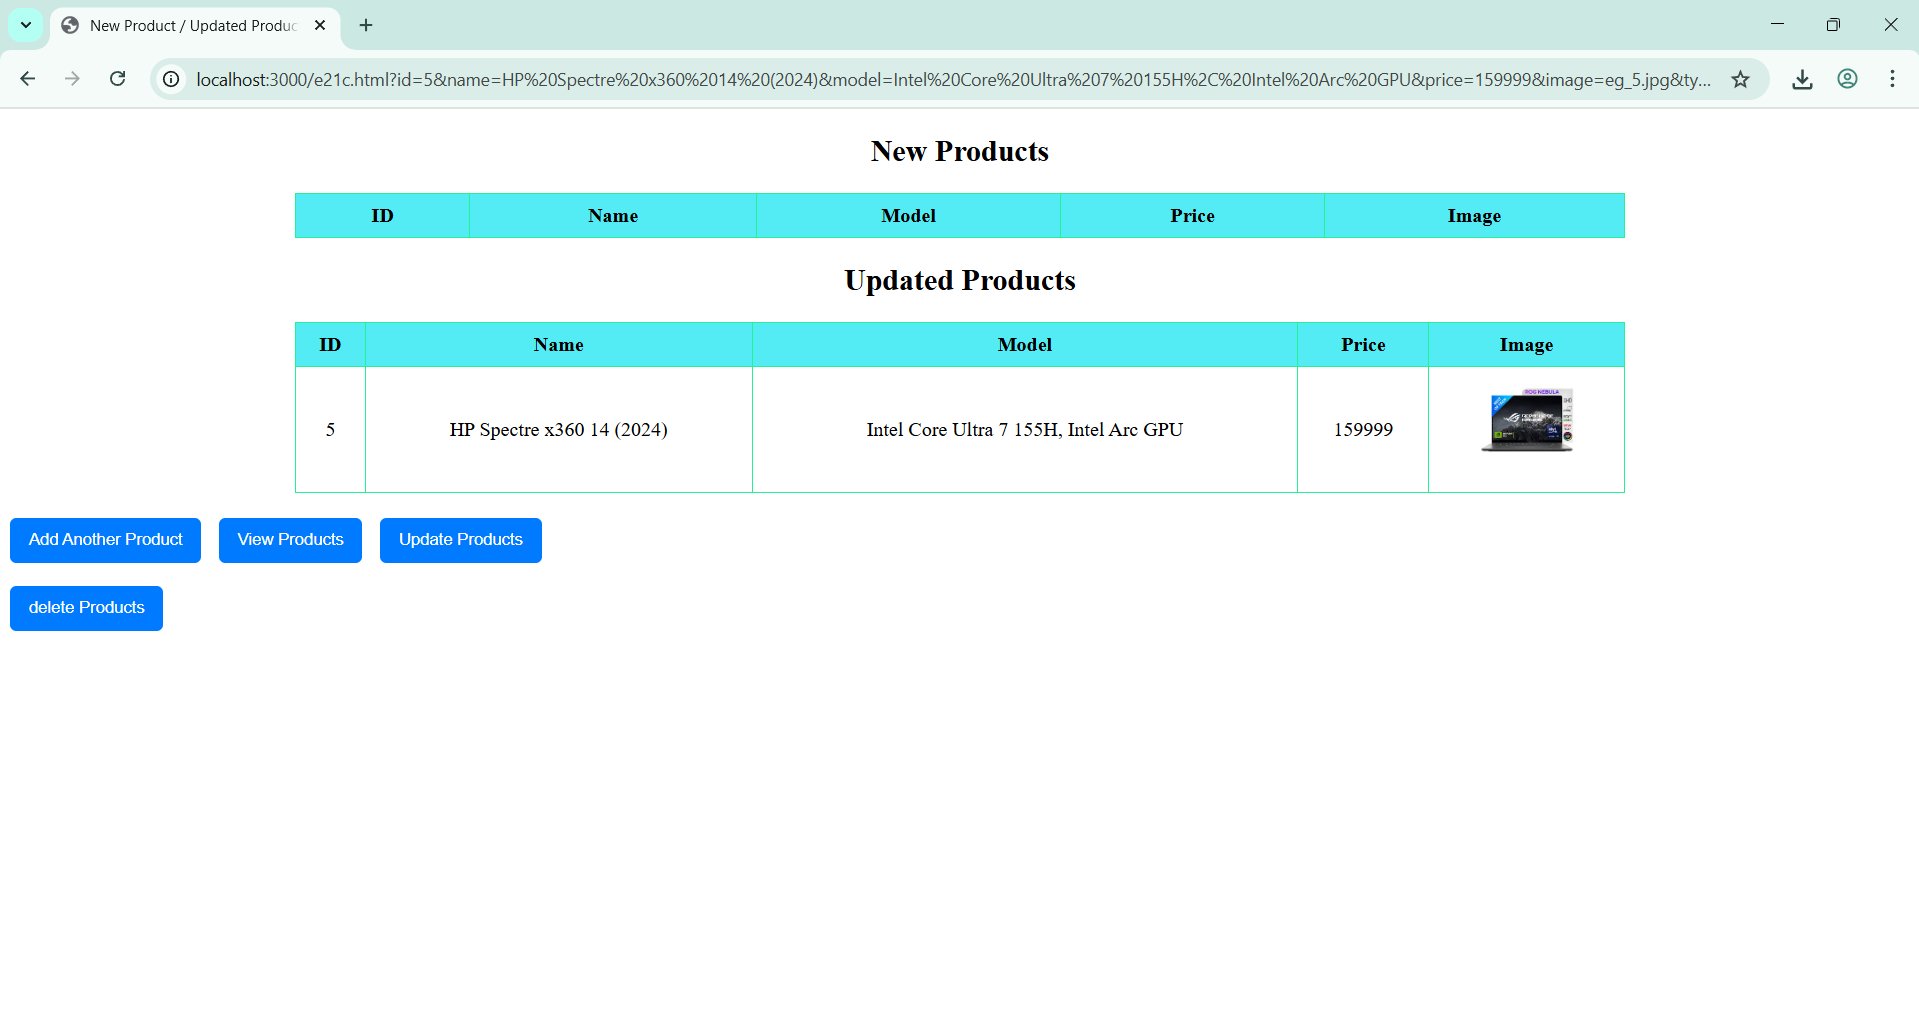 New Product / Updated Produc
localhost:3000/e21c.html?id=5&name=HP%20Spectre%20x360%2014%20(2024)&model=Intel%20Core%20Ultra%207%20155H%2C%20Intel%20Arc%20GPU&price=159999&image=eg_5.jpg&ty...
New Products
ID Name Model Price Image
Updated Products
ID Name Model Price Image
5 HP Spectre x360 14 (2024) Intel Core Ultra 7 155H, Intel Arc GPU 159999
Add Another Product View Products Update Products
delete Products